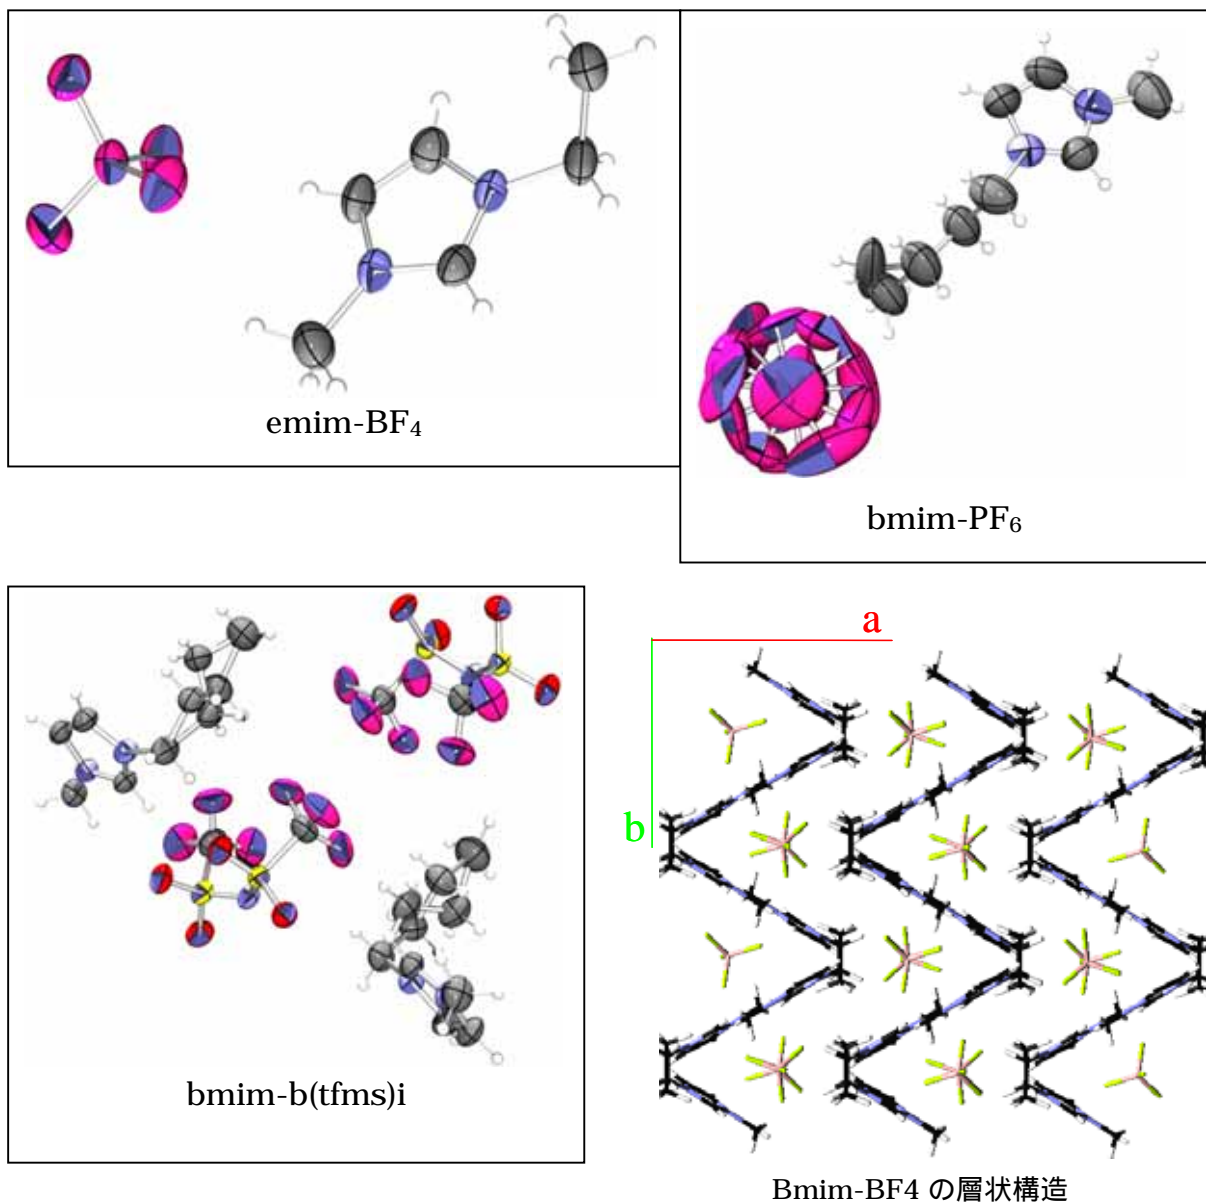 emim-BF₄
bmim-PF₆
bmim-b(tfms)i
a
b
Bmim-BF4 の層状構造